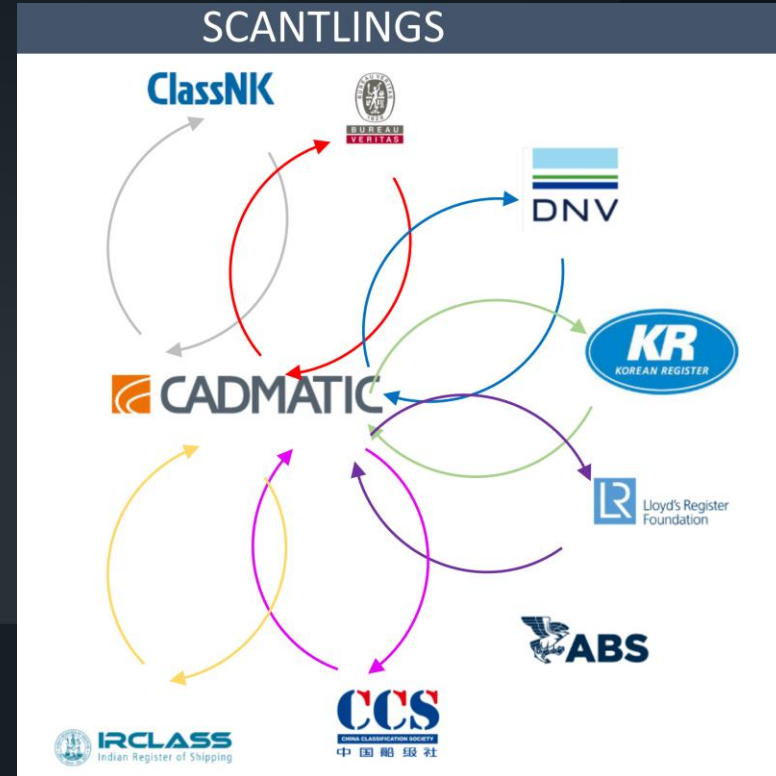 SCANTLINGS
ClassNK
BUREAU
VERITAS
DNV
KR
KOREAN REGISTER
CADMATIC
LR
Lloyd's Register
Foundation
ABS
CCS
CHINA CLASSIFICATION SOCIETY
中国船级社
IRCLASS
Indian Register of Shipping